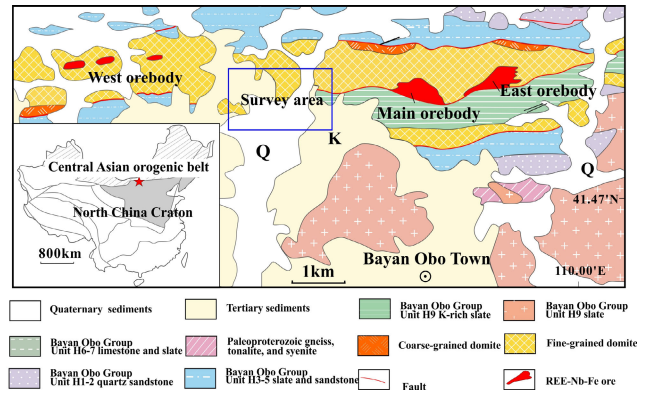 West orebody
Survey area
East orebody
Main orebody
K
Q
Q
Central Asian orogenic belt
North China Craton
800km
41.47'N
Bayan Obo Town
1km
110.00'E
Quaternary sediments
Tertiary sediments
Bayan Obo Group
Unit H9 K-rich slate
Bayan Obo Group
Unit H9 slate
Bayan Obo Group
Unit H6-7 limestone and slate
Paleoproterozoic gneiss,
tonalite, and syenite
Coarse-grained domite
Fine-grained domite
Bayan Obo Group
Unit H1-2 quartz sandstone
Bayan Obo Group
Unit H3-5 slate and sandstone
Fault
REE-Nb-Fe ore